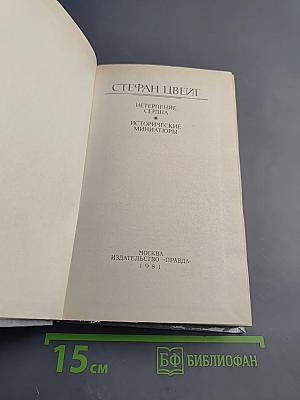 СТЕФАН ЦВЕЙГ
НЕТЕРПЕНИЕ
СЕРДЦА
ИСТОРИЧЕСКИЕ
МИНИАТЮРЫ
МОСКВА
ИЗДАТЕЛЬСТВО «ПРАВДА»
1981
15 см
БФ БИБЛИОФАН